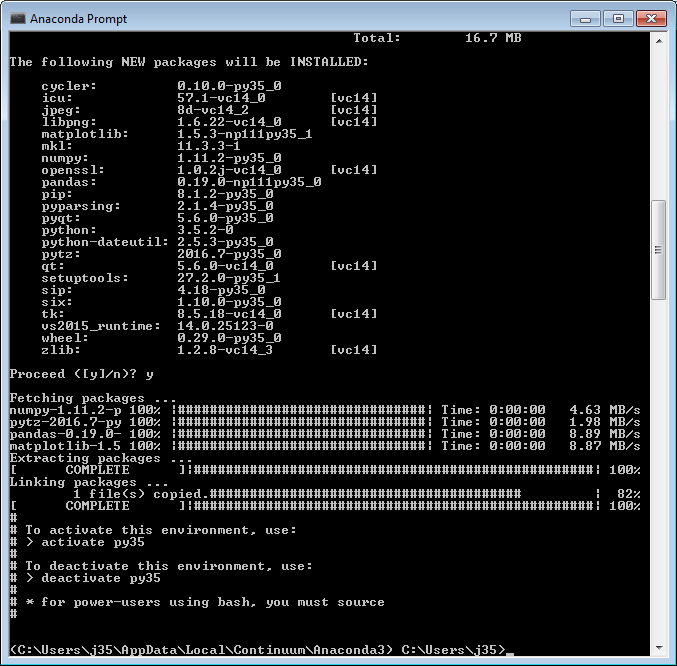 Anaconda Prompt
Total: 16.7 MB
The following NEW packages will be INSTALLED:
cycler: 0.10.0-py35_0
icu: 57.1-vc14_0 [vc14]
jpeg: 8d-vc14_2 [vc14]
libpng: 1.6.22-vc14_0 [vc14]
matplotlib: 1.5.3-np111py35_1
mkl: 11.3.3-1
numpy: 1.11.2-py35_0
openssl: 1.0.2j-vc14_0 [vc14]
pandas: 0.19.0-np111py35_0
pip: 8.1.2-py35_0
pyparsing: 2.1.4-py35_0
pyqt: 5.6.0-py35_0
python: 3.5.2-0
python-dateutil: 2.5.3-py35_0
pytz: 2016.7-py35_0
qt: 5.6.0-vc14_0 [vc14]
setuptools: 27.2.0-py35_1
sip: 4.18-py35_0
six: 1.10.0-py35_0
tk: 8.5.18-vc14_0 [vc14]
vs2015_runtime: 14.0.25123-0
wheel: 0.29.0-py35_0
zlib: 1.2.8-vc14_3 [vc14]
Proceed ([y]/n)? y
Fetching packages ...
numpy-1.11.2-p 100% |###############################| Time: 0:00:00 4.63 MB/s
pytz-2016.7-py 100% |###############################| Time: 0:00:00 1.98 MB/s
pandas-0.19.0- 100% |###############################| Time: 0:00:00 8.89 MB/s
matplotlib-1.5 100% |###############################| Time: 0:00:00 8.87 MB/s
Extracting packages ...
[ COMPLETE ]|##################################################| 100%
Linking packages ...
1 file(s) copied.####################################### | 82%
[ COMPLETE ]|##################################################| 100%
#
# To activate this environment, use:
# > activate py35
#
# To deactivate this environment, use:
# > deactivate py35
#
# * for power-users using bash, you must source
#
(C:\Users\j35\AppData\Local\Continuum\Anaconda3) C:\Users\j35>_